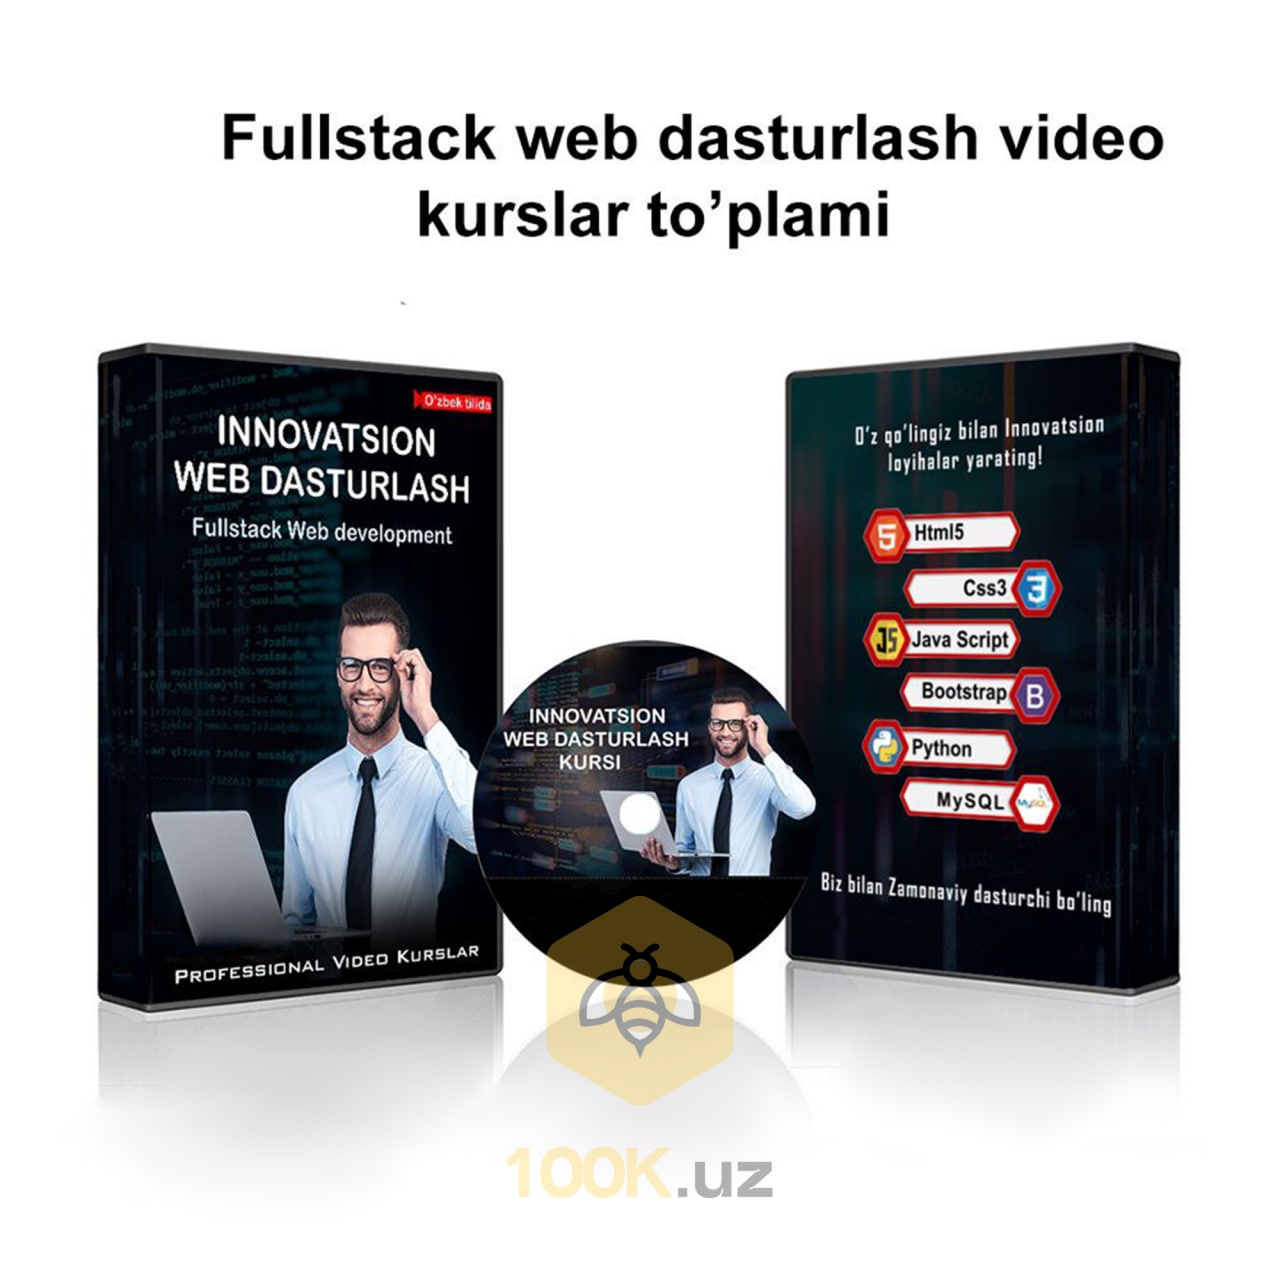 Fullstack web dasturlash video
kurslar to’plami
O'zbek tilida
INNOVATSION
WEB DASTURLASH
Fullstack Web development
PROFESSIONAL VIDEO KURSLAR
INNOVATSION
WEB DASTURLASH
KURSI
O'z qo'lingiz bilan Innovatsion
loyihalar yarating!
Html5
Css3
JS Java Script
Bootstrap B
Python
MySQL MySQL
Biz bilan Zamonaviy dasturchi bo'ling
100K.uz